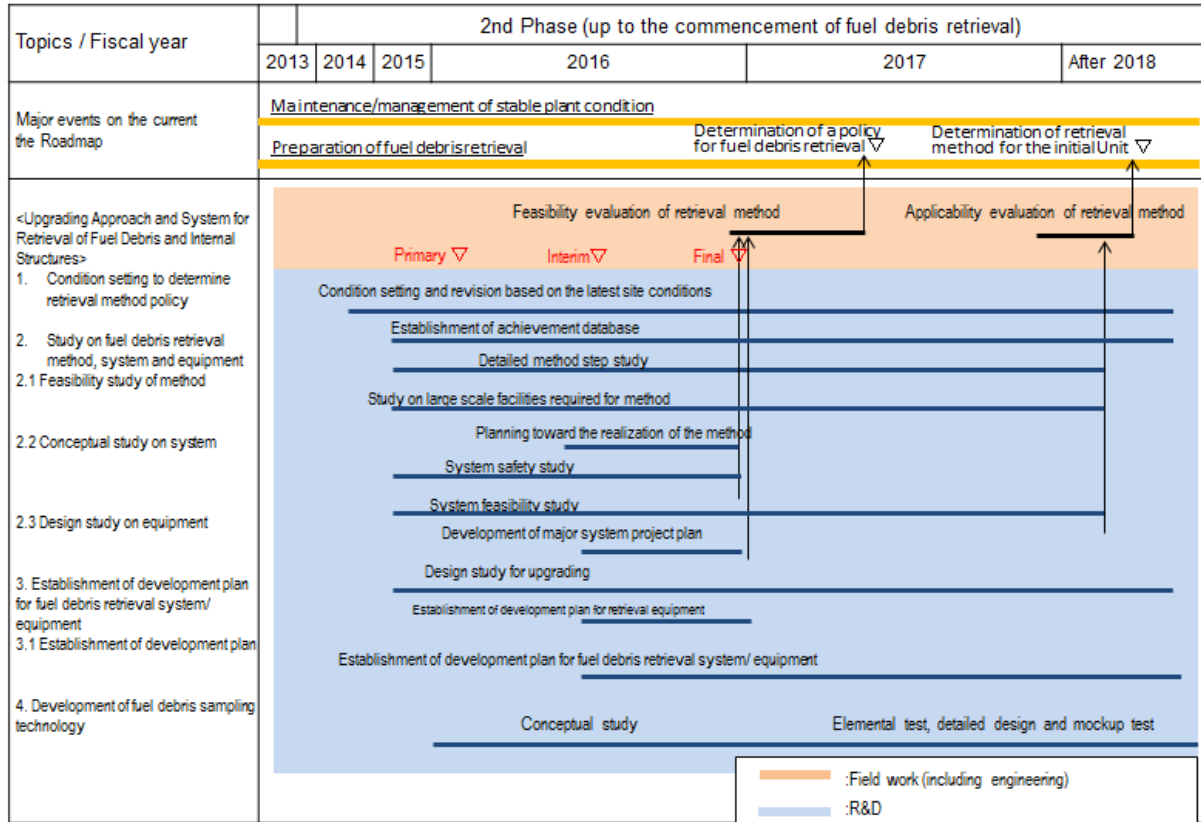 Topics / Fiscal year
2nd Phase (up to the commencement of fuel debris retrieval)
2013
2014
2015
2016
2017
After 2018
Major events on the current
the Roadmap
Maintenance/management of stable plant condition
Preparation of fuel debris retrieval
Determination of a policy
for fuel debris retrieval
Determination of retrieval
method for the initial Unit
<Upgrading Approach and System for
Retrieval of Fuel Debris and Internal
Structures>
1. Condition setting to determine
retrieval method policy
2. Study on fuel debris retrieval
method, system and equipment
2.1 Feasibility study of method
2.2 Conceptual study on system
2.3 Design study on equipment
3. Establishment of development plan
for fuel debris retrieval system/
equipment
3.1 Establishment of development plan
4. Development of fuel debris sampling
technology
Feasibility evaluation of retrieval method
Applicability evaluation of retrieval method
Primary
Interim
Final
Condition setting and revision based on the latest site conditions
Establishment of achievement database
Detailed method step study
Study on large scale facilities required for method
Planning toward the realization of the method
System safety study
System feasibility study
Development of major system project plan
Design study for upgrading
Establishment of development plan for retrieval equipment
Establishment of development plan for fuel debris retrieval system/ equipment
Conceptual study
Elemental test, detailed design and mockup test
:Field work (including engineering)
:R&D